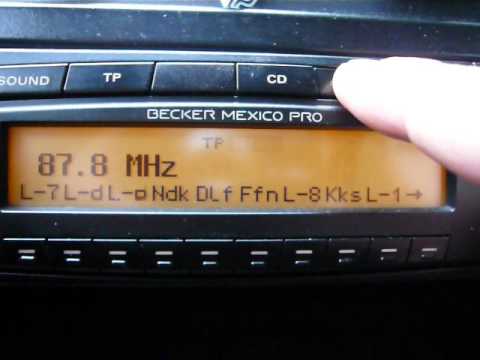 SOUND TP CD
BECKER MEXICO PRO
TP
87.8 MHz
L-7 L-d L-¤ Ndk Dlf Ffn L-8 Kks L-1→